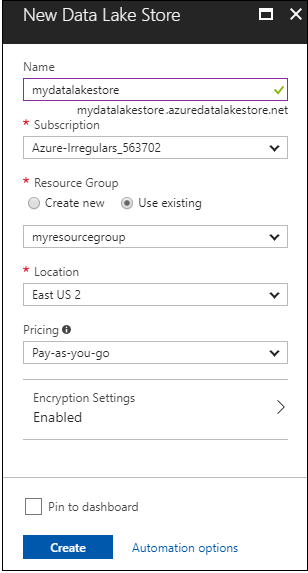 New Data Lake Store
Name
mydatalakestore
mydatalakestore.azuredatalakestore.net
* Subscription
Azure-Irregulars_563702
* Resource Group
Create new Use existing
myresourcegroup
* Location
East US 2
Pricing
Pay-as-you-go
Encryption Settings
Enabled
Pin to dashboard
Create Automation options